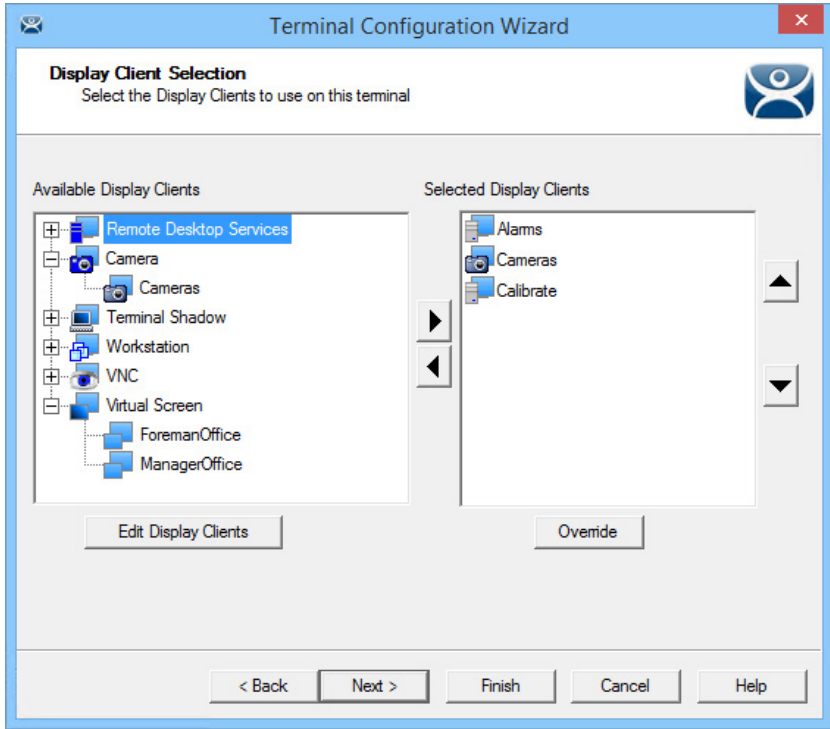 Terminal Configuration Wizard
Display Client Selection
Select the Display Clients to use on this terminal
Available Display Clients
Selected Display Clients
Remote Desktop Services
Camera
Cameras
Terminal Shadow
Workstation
VNC
Virtual Screen
ForemanOffice
ManagerOffice
Alarms
Cameras
Calibrate
Edit Display Clients
Override
< Back
Next >
Finish
Cancel
Help